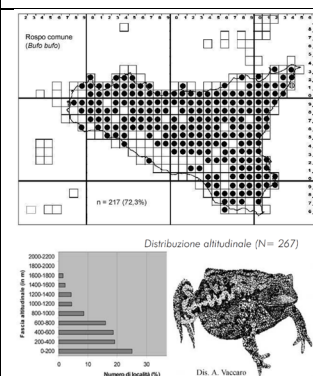 Rospo comune
(Bufo bufo)
n = 217 (72,3%)
Distribuzione altitudinale (N= 267)
Fascia altitudinale (in m)
2000-2200
1800-2000
1600-1800
1400-1600
1200-1400
1000-1200
800-1000
600-800
400-600
200-400
0-200
0 10 20 30
Numero di località (%)
Dis. A. Vaccaro